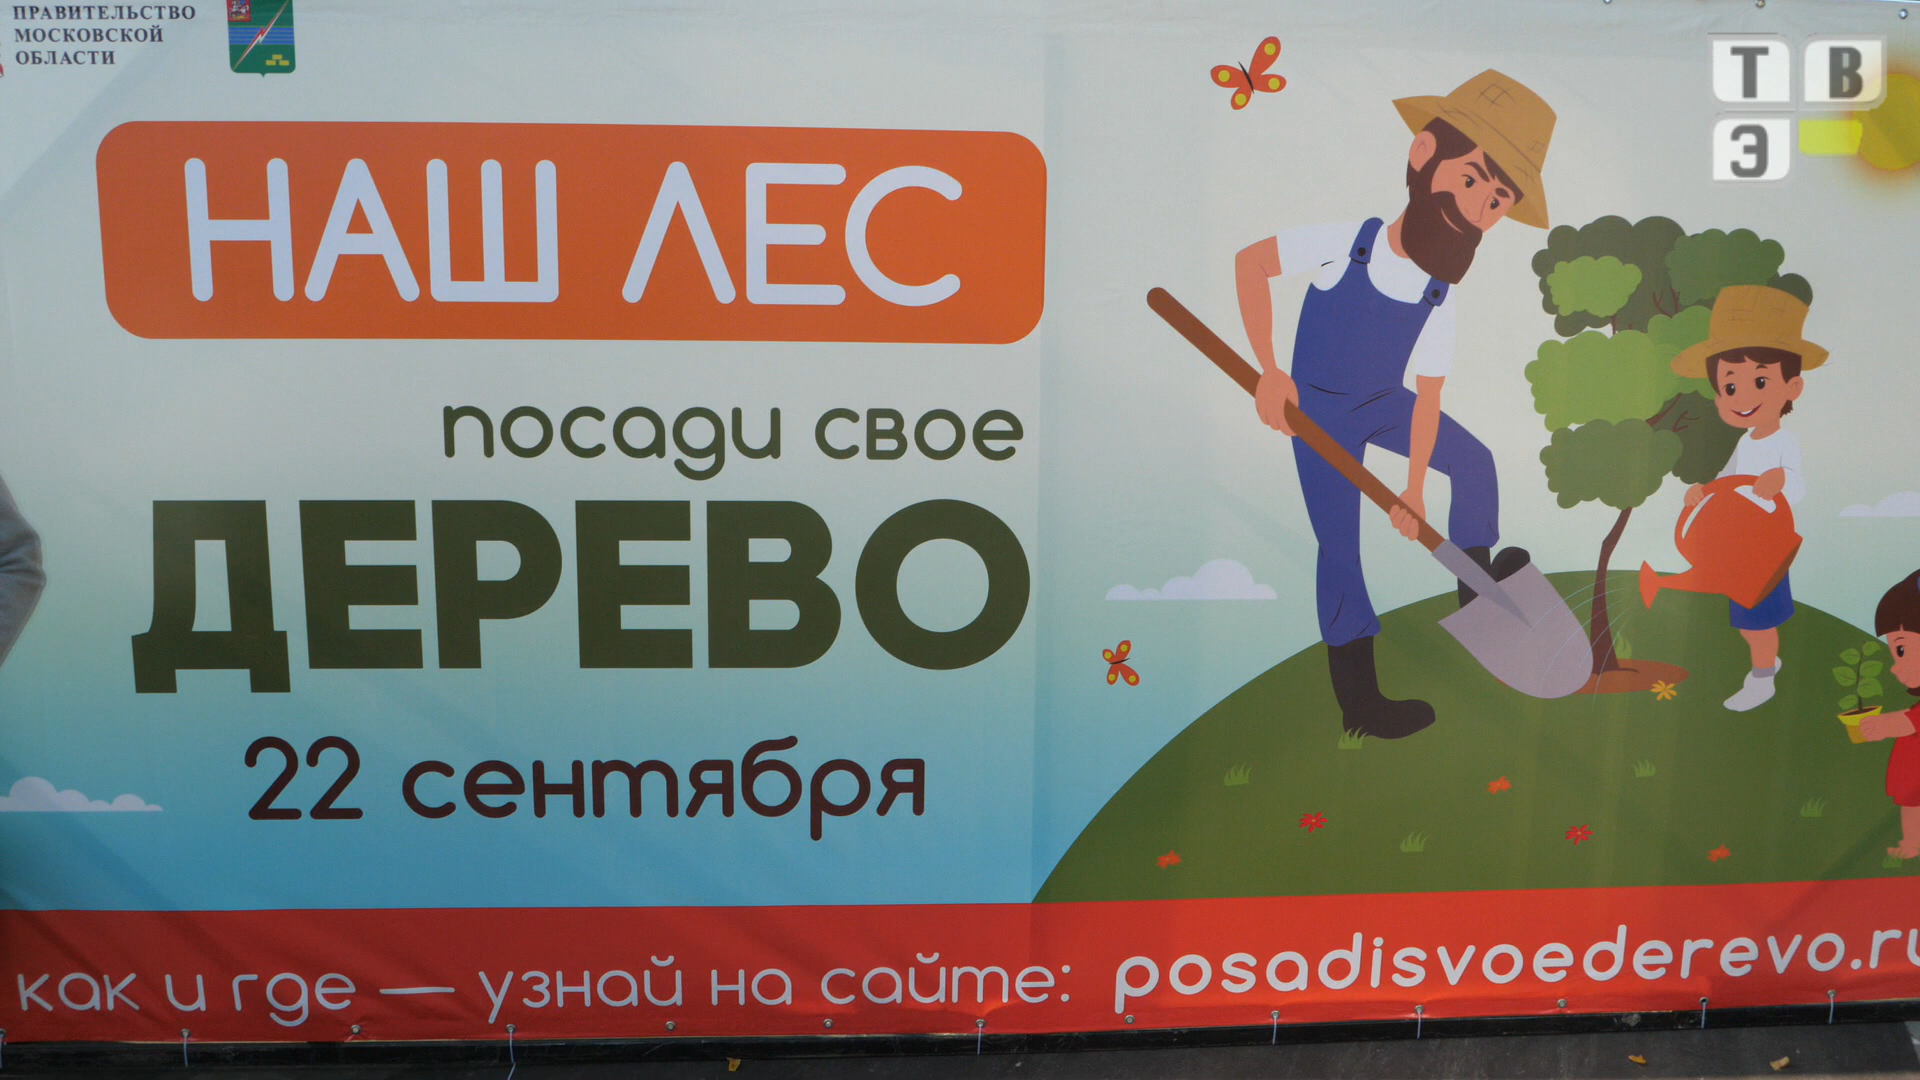 ПРАВИТЕЛЬСТВО
МОСКОВСКОЙ
ОБЛАСТИ
ТВ
Э
НАШ ЛЕС
посади свое
ДЕРЕВО
22 сентября
как и где — узнай на сайте: posadisvoederevo.ru